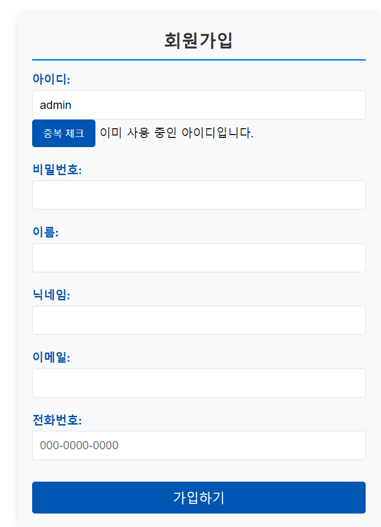 회원가입
아이디:
admin
중복 체크 이미 사용 중인 아이디입니다.
비밀번호:
이름:
닉네임:
이메일:
전화번호:
000-0000-0000
가입하기